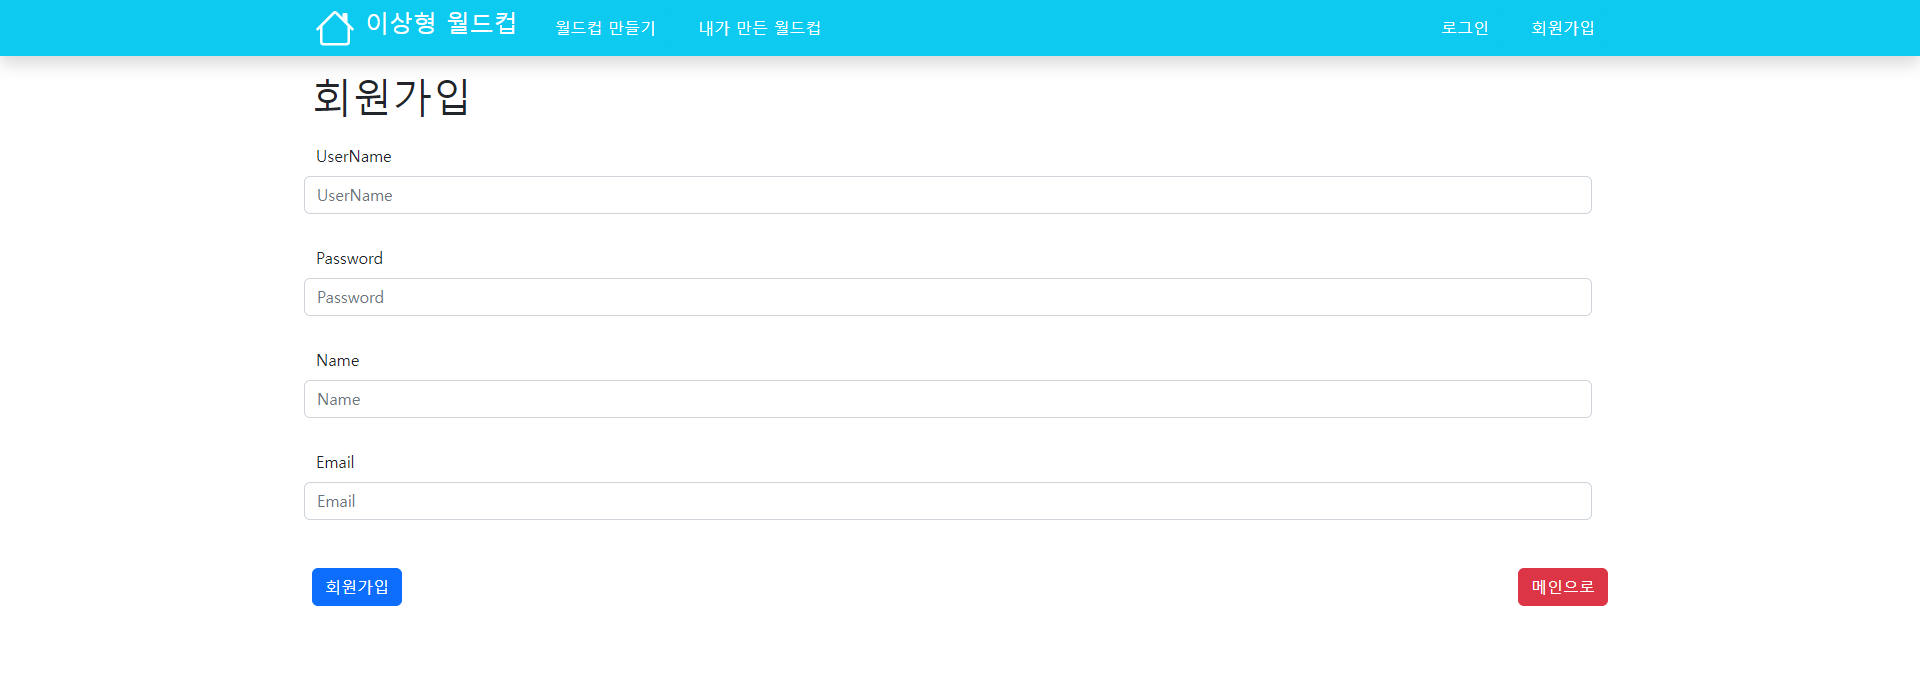 이상형 월드컵 월드컵 만들기 내가 만든 월드컵 로그인 회원가입
회원가입
UserName
UserName
Password
Password
Name
Name
Email
Email
회원가입 메인으로